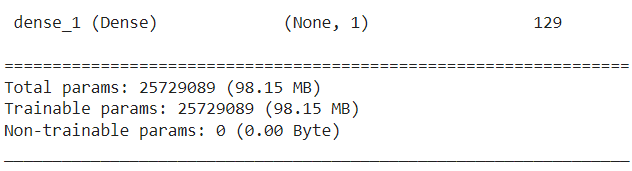 dense_1 (Dense) (None, 1) 129
=================================================================
Total params: 25729089 (98.15 MB)
Trainable params: 25729089 (98.15 MB)
Non-trainable params: 0 (0.00 Byte)
_________________________________________________________________